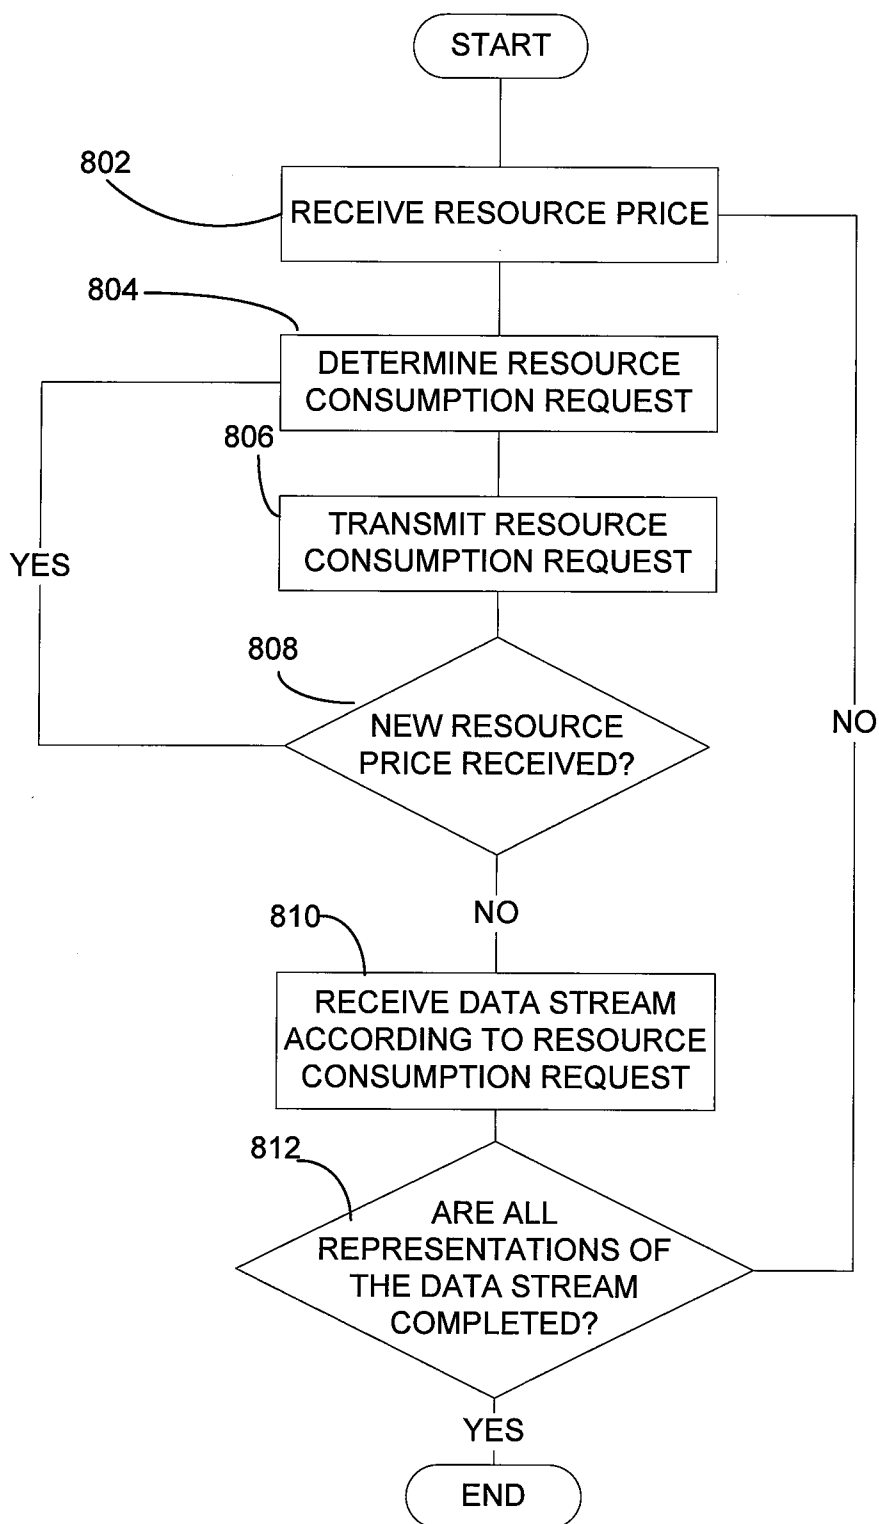 START
802
RECEIVE RESOURCE PRICE
804
DETERMINE RESOURCE
CONSUMPTION REQUEST
806
TRANSMIT RESOURCE
CONSUMPTION REQUEST
YES
808
NEW RESOURCE
PRICE RECEIVED?
NO
NO
810
RECEIVE DATA STREAM
ACCORDING TO RESOURCE
CONSUMPTION REQUEST
812
ARE ALL
REPRESENTATIONS OF
THE DATA STREAM
COMPLETED?
YES
END